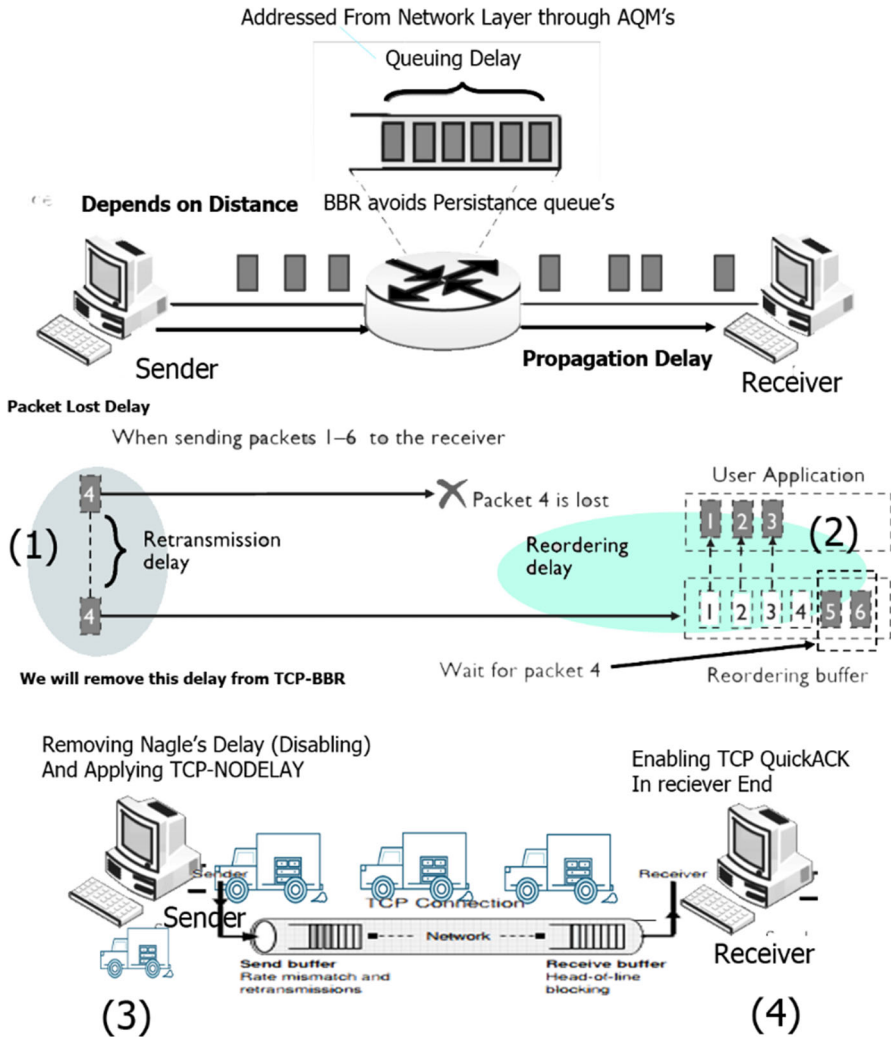 Addressed From Network Layer through AQM's
Queuing Delay
Depends on Distance
BBR avoids Persistance queue's
Sender
Propagation Delay
Receiver
Packet Lost Delay
When sending packets 1–6 to the receiver
4
Packet 4 is lost
User Application
1 2 3
(1)
Retransmission
delay
Reordering
delay
(2)
4
1 2 3 4 5 6
Wait for packet 4
Reordering buffer
We will remove this delay from TCP-BBR
Removing Nagle's Delay (Disabling)
And Applying TCP-NODELAY
Enabling TCP QuickACK
In reciever End
Sender
Receiver
TCP Connection
Sender
Network
Receiver
Send buffer
Rate mismatch and
retransmissions
Receive buffer
Head-of-line
blocking
(3)
(4)